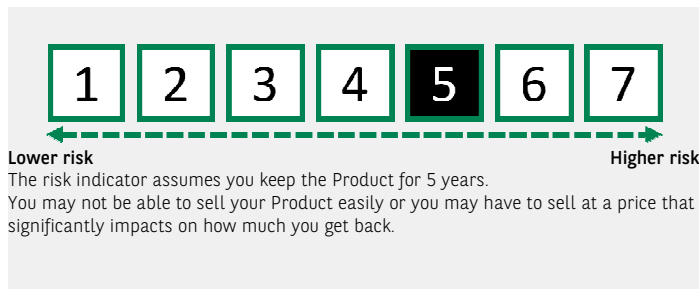 1 2 3 4 5 6 7
Lower risk Higher risk
The risk indicator assumes you keep the Product for 5 years.
You may not be able to sell your Product easily or you may have to sell at a price that
significantly impacts on how much you get back.